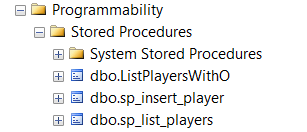 Programmability
Stored Procedures
System Stored Procedures
dbo.ListPlayersWithO
dbo.sp_insert_player
dbo.sp_list_players